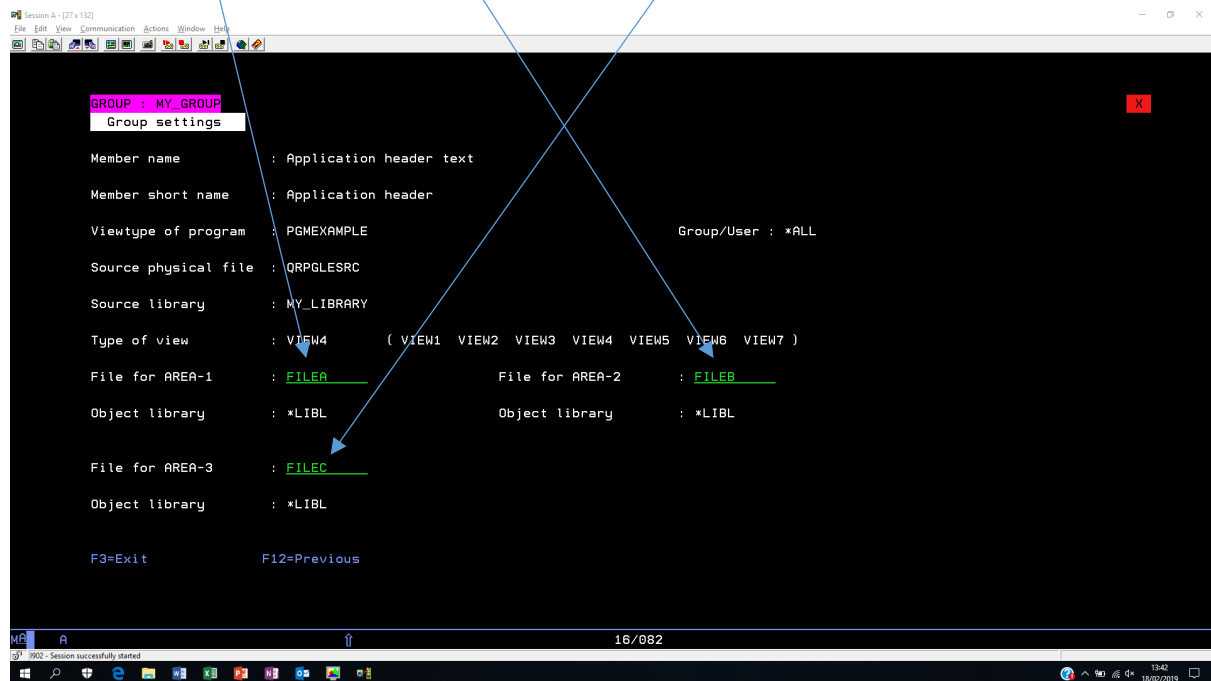 Session A - [27 x 132]
File Edit View Communication Actions Window Help
GROUP : MY_GROUP X
Group settings
Member name : Application header text
Member short name : Application header
Viewtype of program : PGMEXAMPLE Group/User : *ALL
Source physical file : QRPGLESRC
Source library : MY_LIBRARY
Type of view : VIEW4 ( VIEW1 VIEW2 VIEW3 VIEW4 VIEW5 VIEW6 VIEW7 )
File for AREA-1 : FILEA File for AREA-2 : FILEB
Object library : *LIBL Object library : *LIBL
File for AREA-3 : FILEC
Object library : *LIBL
F3=Exit F12=Previous
MA A 16/082
I902 - Session successfully started
13:42
18/02/2019